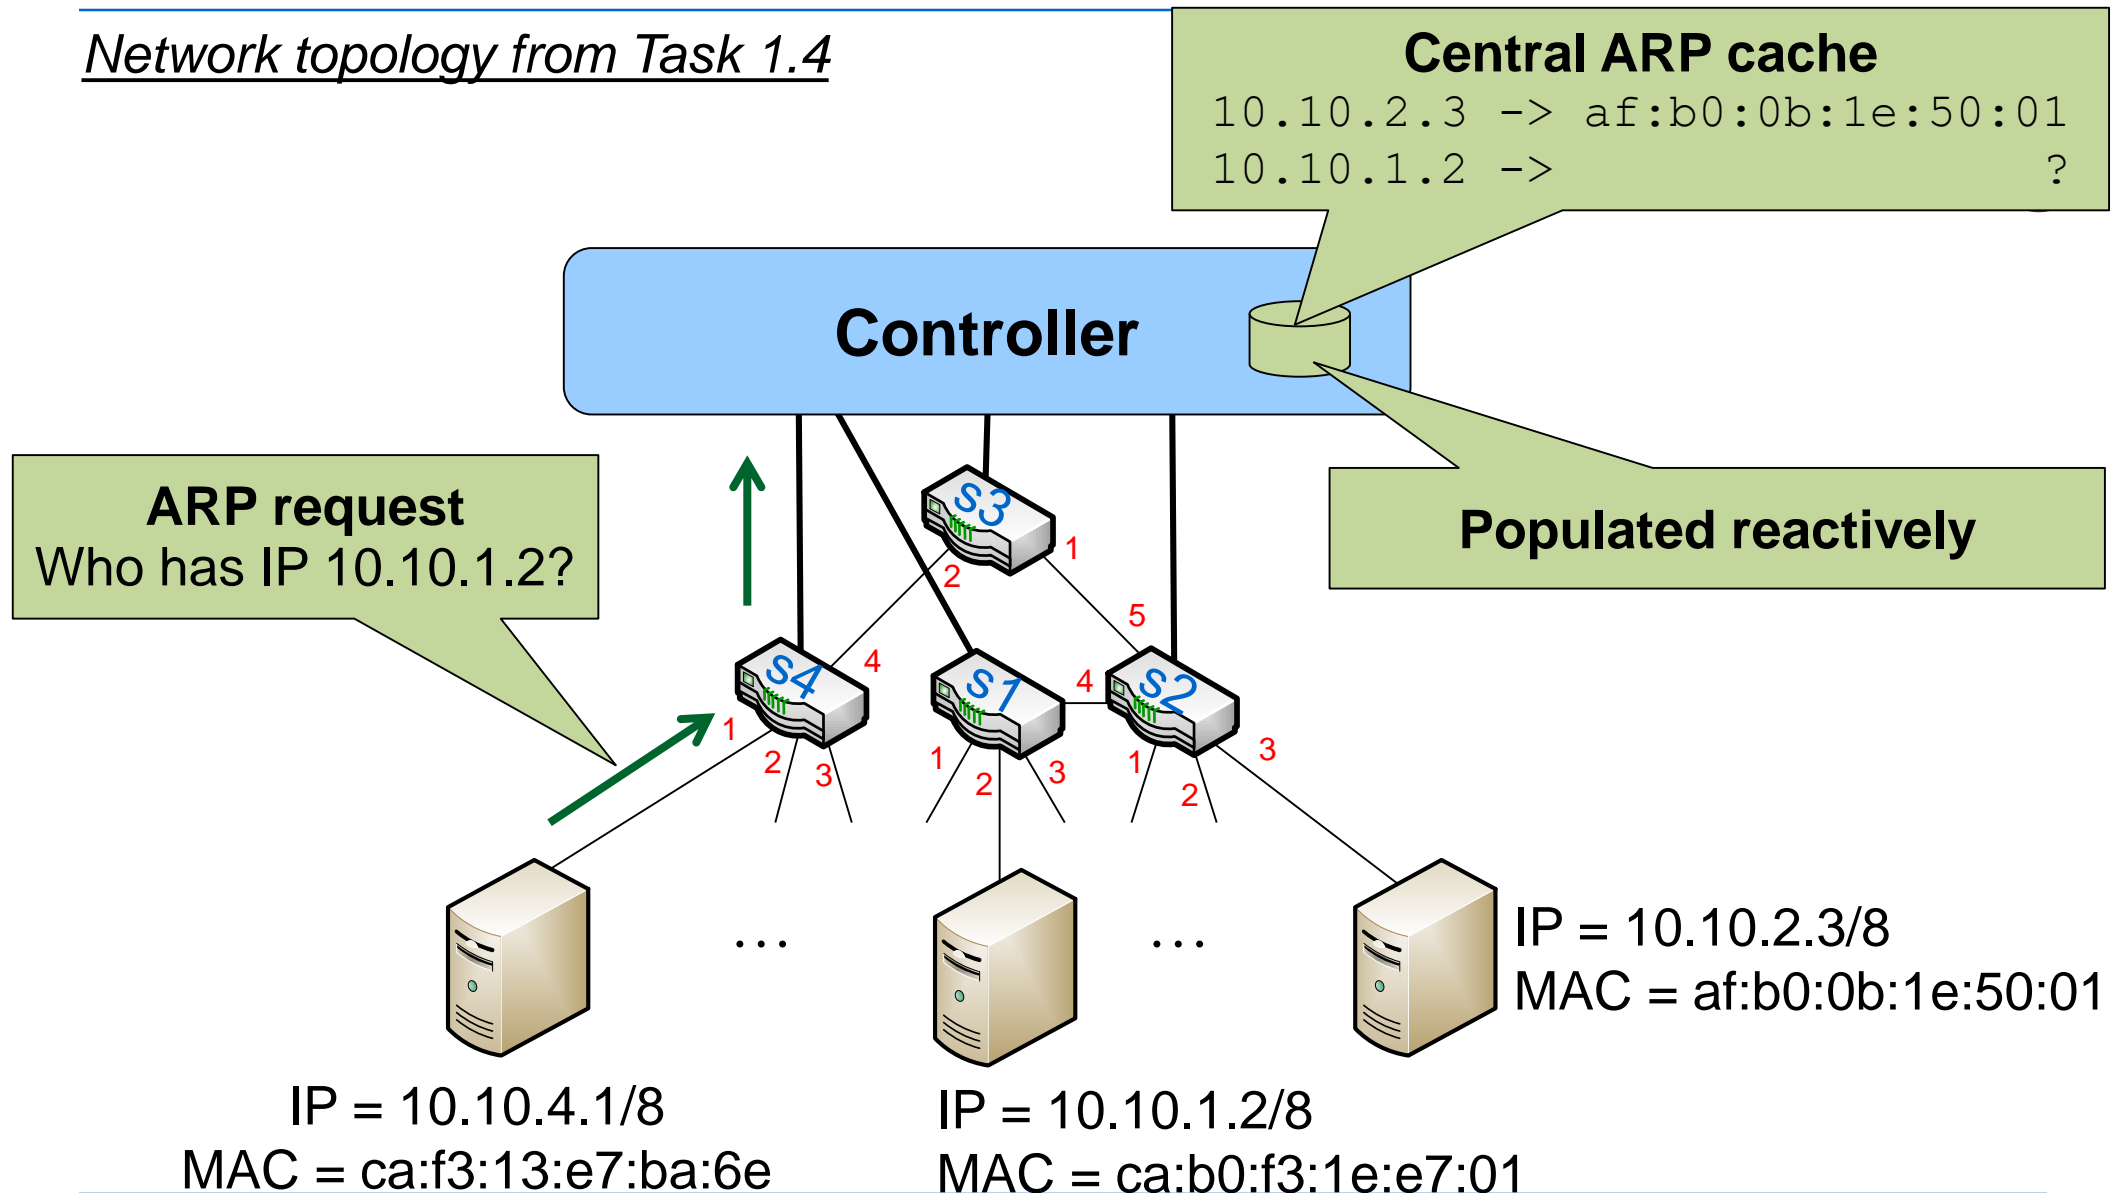 Network topology from Task 1.4
Central ARP cache
10.10.2.3 -> af:b0:0b:1e:50:01
10.10.1.2 -> ?
Controller
ARP request
Who has IP 10.10.1.2?
Populated reactively
s3
1
2
5
s4
4
s1
4
s2
1
2
3
1
2
3
1
2
3
...
...
IP = 10.10.2.3/8
MAC = af:b0:0b:1e:50:01
IP = 10.10.4.1/8
MAC = ca:f3:13:e7:ba:6e
IP = 10.10.1.2/8
MAC = ca:b0:f3:1e:e7:01